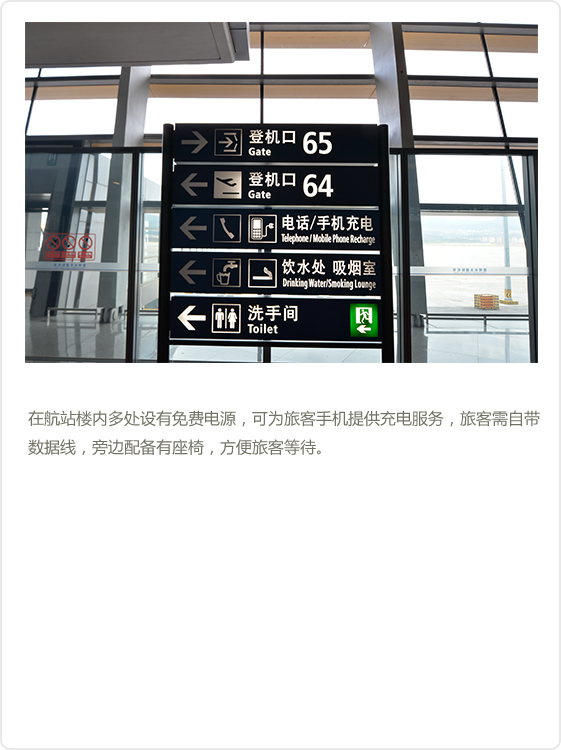 登机口 65
Gate
登机口 64
Gate
电话/手机充电
Telephone / Mobile Phone Recharge
饮水处 吸烟室
Drinking Water/Smoking Lounge
洗手间
Toilet
在航站楼内多处设有免费电源，可为旅客手机提供充电服务，旅客需自带
数据线，旁边配备有座椅，方便旅客等待。